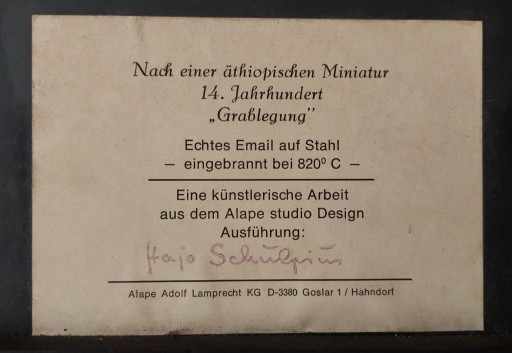 Nach einer äthiopischen Miniatur
14. Jahrhundert
„Grablegung"
Echtes Email auf Stahl
— eingebrannt bei 820⁰ C —
Eine künstlerische Arbeit
aus dem Alape studio Design
Ausführung:
Hajo Schulpius
Alape Adolf Lamprecht KG D-3380 Goslar 1 / Hahndorf